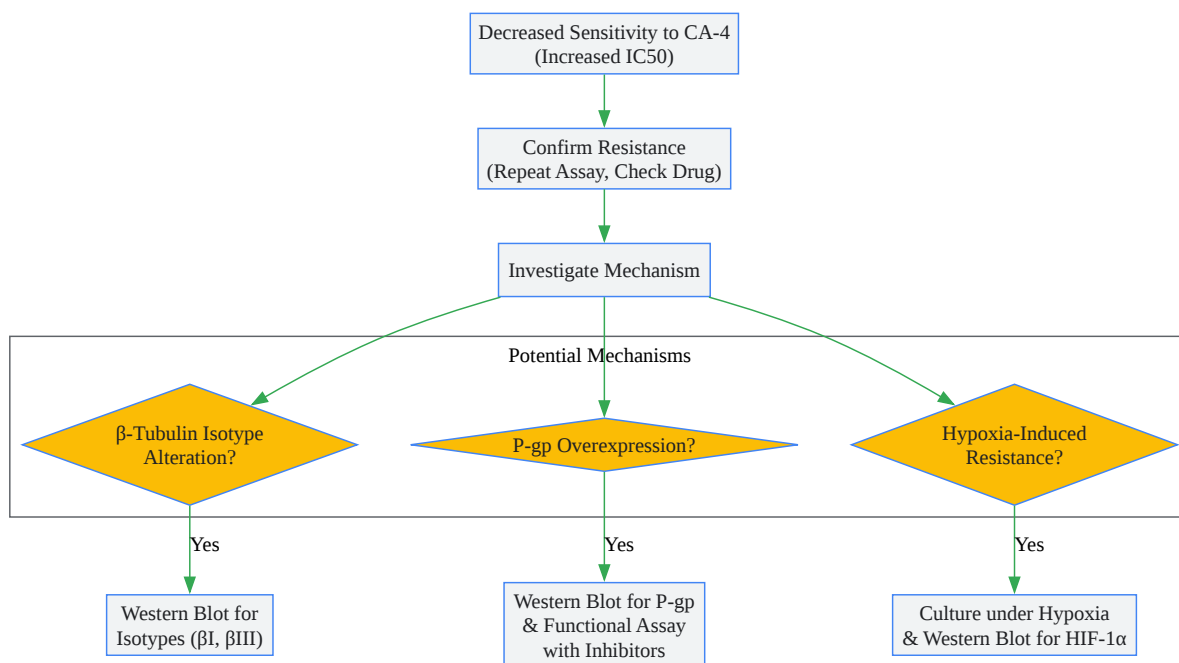 Decreased Sensitivity to CA-4
(Increased IC50)
Confirm Resistance
(Repeat Assay, Check Drug)
Investigate Mechanism
Potential Mechanisms
β-Tubulin Isotype
Alteration?
P-gp Overexpression?
Hypoxia-Induced
Resistance?
Yes
Yes
Yes
Western Blot for
Isotypes (βI, βIII)
Western Blot for P-gp
& Functional Assay
with Inhibitors
Culture under Hypoxia
& Western Blot for HIF-1α